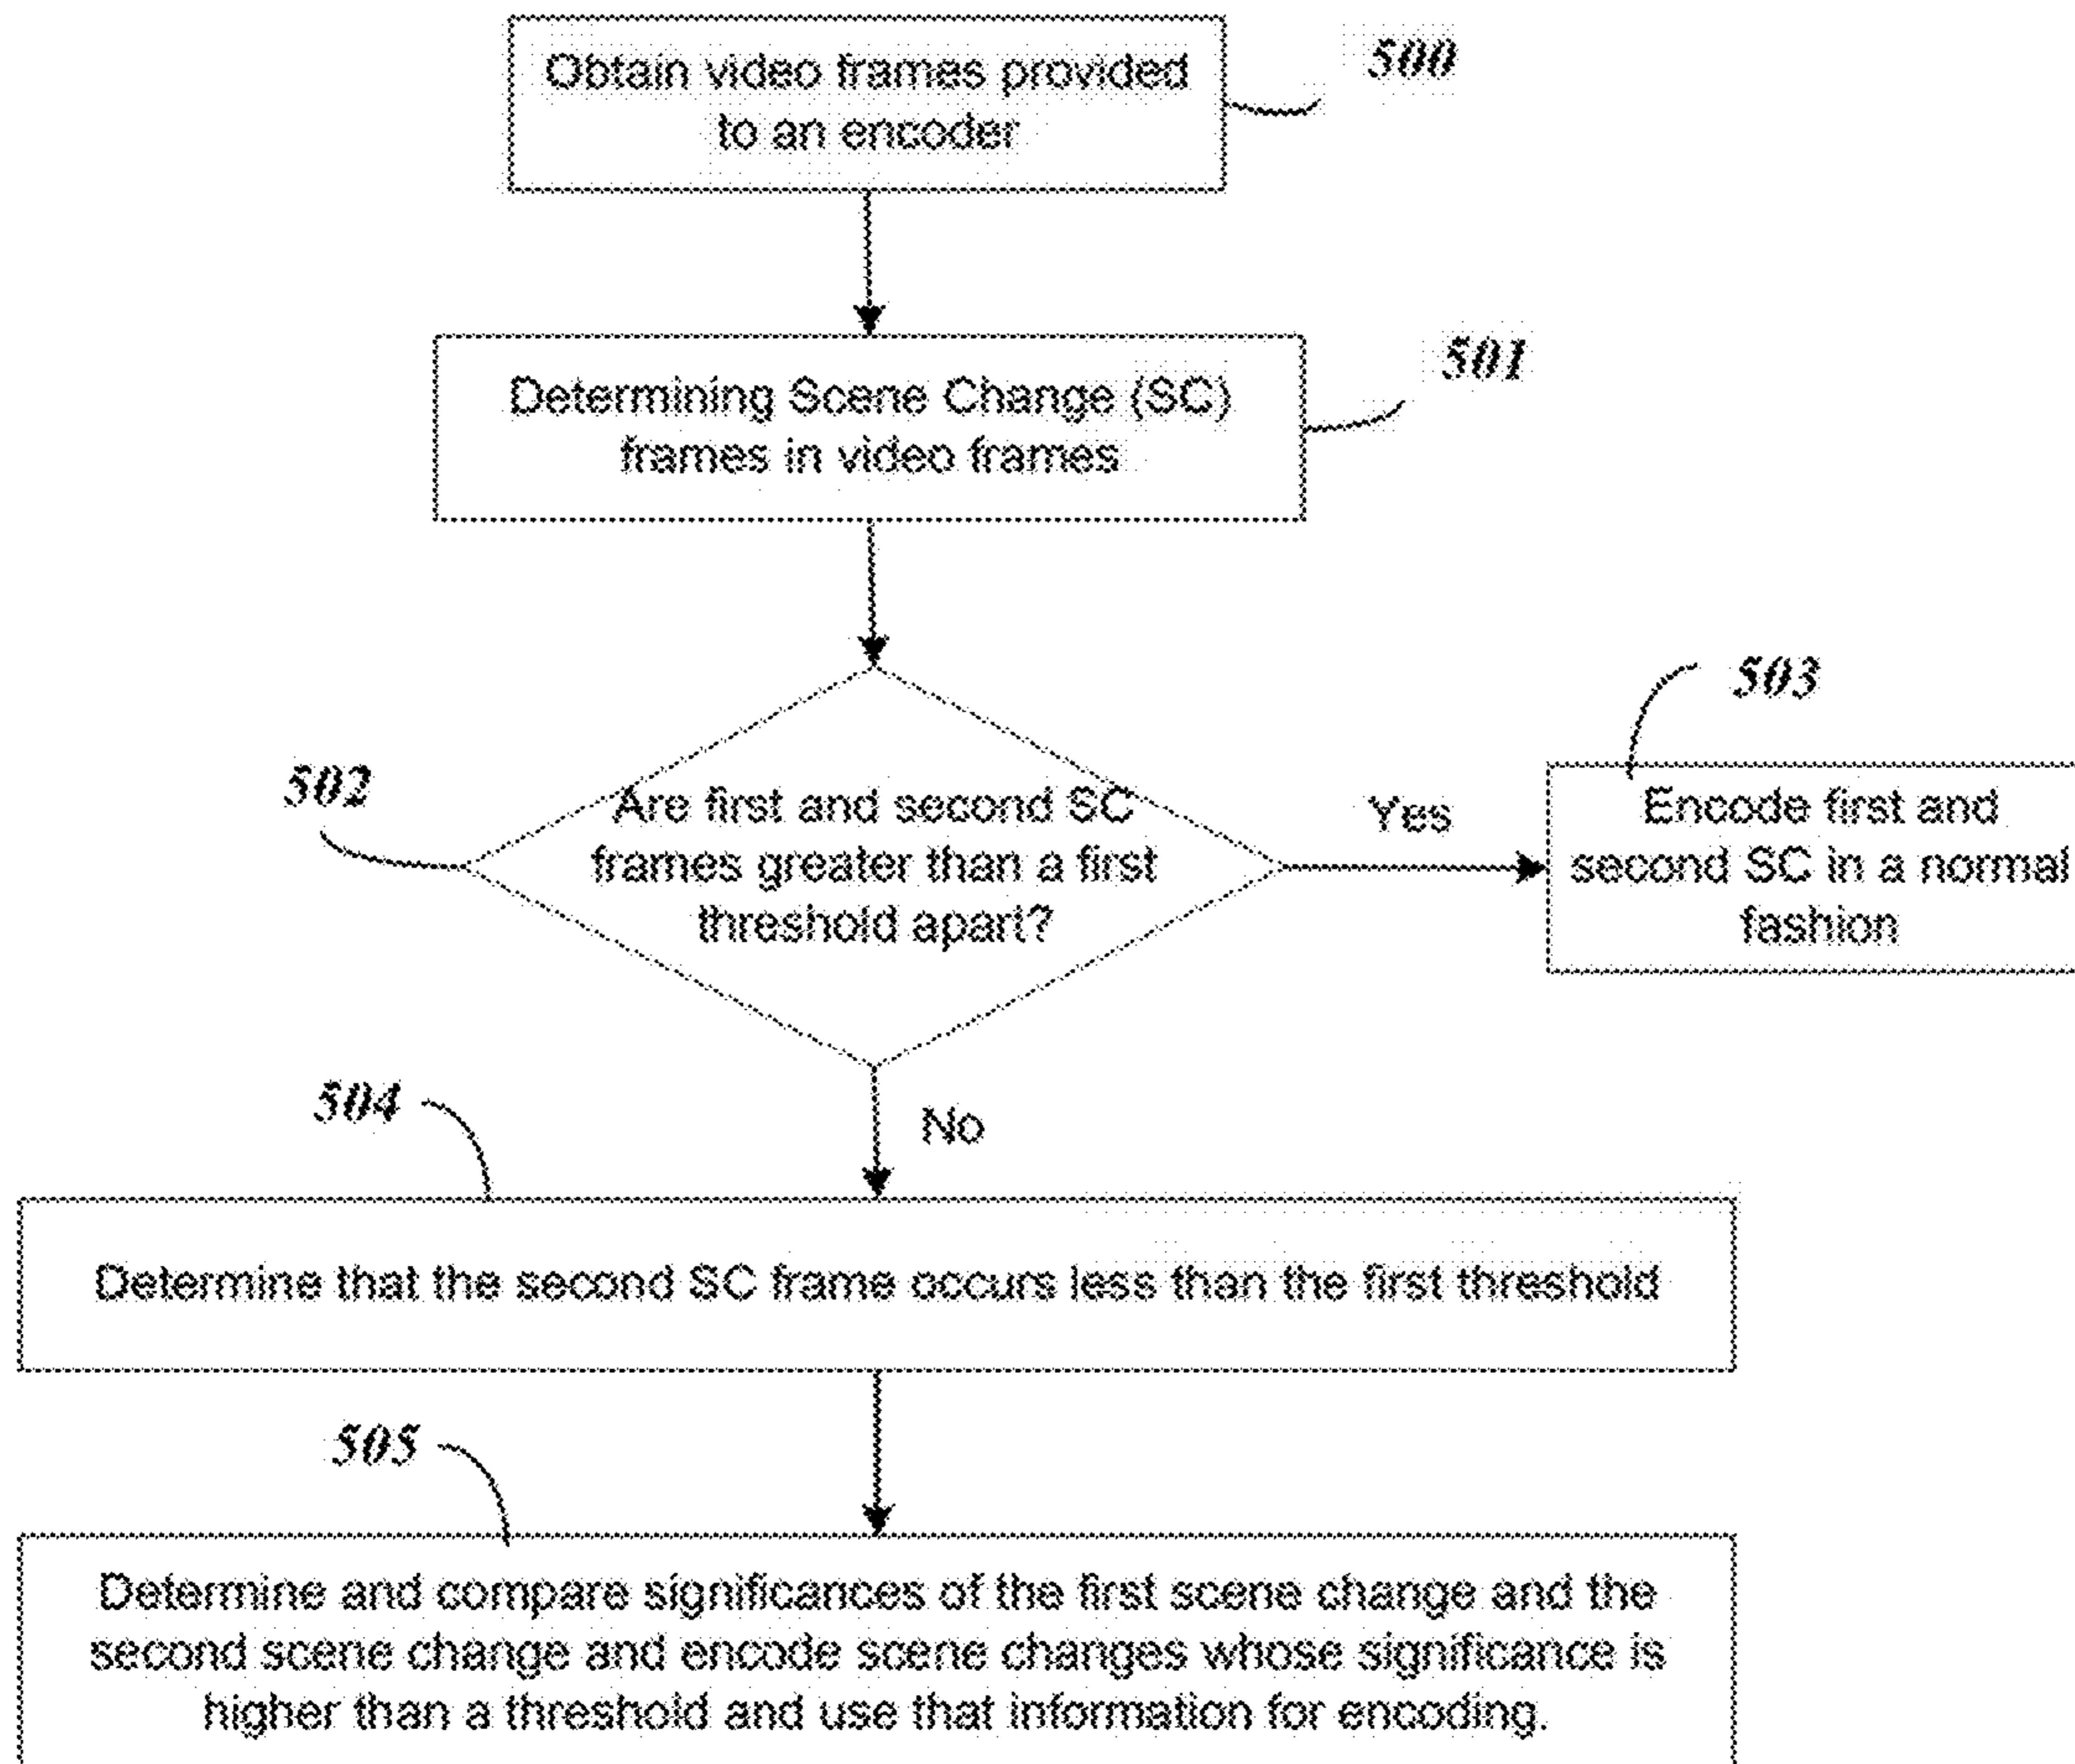 Obtain video frames provided
to an encoder
500
Determining Scene Change (SC)
frames in video frames
501
502
Are first and second SC
frames greater than a first
threshold apart?
Yes
503
Encode first and
second SC in a normal
fashion
504
No
Determine that the second SC frame occurs less than the first threshold
505
Determine and compare significances of the first scene change and the
second scene change and encode scene changes whose significance is
higher than a threshold and use that information for encoding.